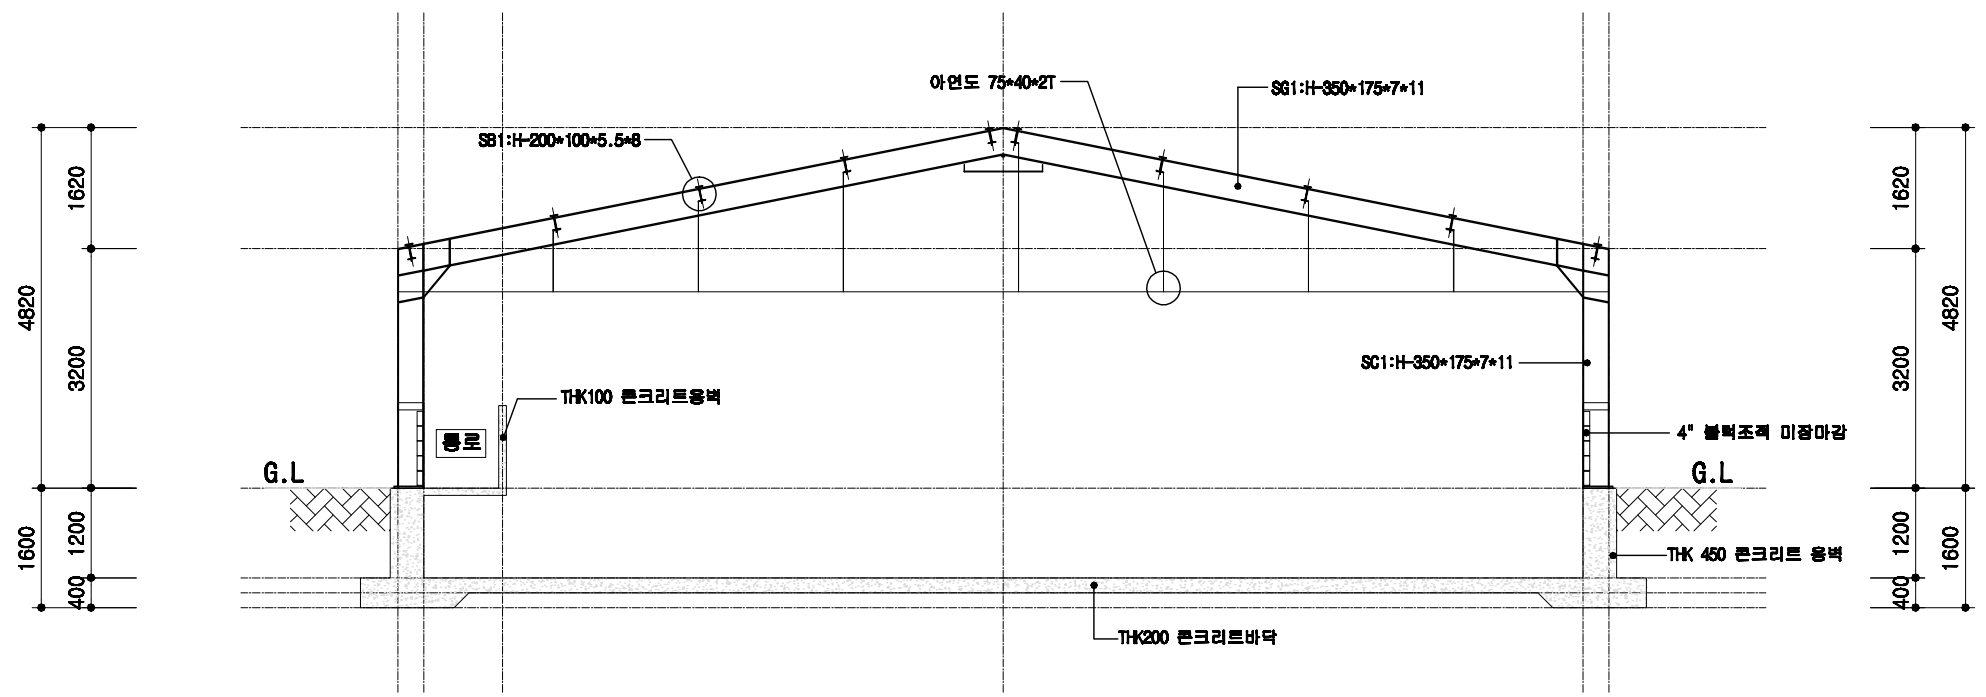 아연도 75*40*2T
SG1:H-350*175*7*11
SB1:H-200*100*5.5*8
1620
1620
4820
3200
3200
4820
SC1:H-350*175*7*11
THK100 콘크리트옹벽
4" 블럭조적 미장마감
통로
G.L
G.L
1600
1200
400
THK 450 콘크리트 옹벽
1200
1600
400
THK200 콘크리트바닥